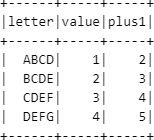 +------+-----+-----+
|letter|value|plus1|
+------+-----+-----+
|  ABCD|    1|    2|
|  BCDE|    2|    3|
|  CDEF|    3|    4|
|  DEFG|    4|    5|
+------+-----+-----+